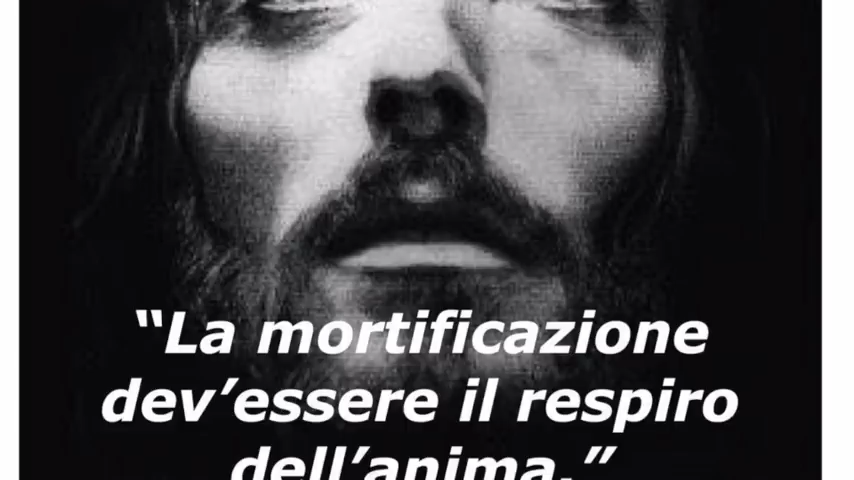 “La mortificazione
dev’essere il respiro
dell’anima.”